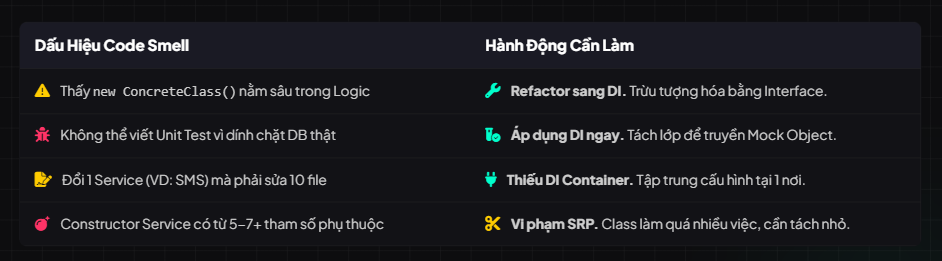 Dấu Hiệu Code Smell
Hành Động Cần Làm
Thấy new ConcreteClass() nằm sâu trong Logic
Refactor sang DI. Trừu tượng hóa bằng Interface.
Không thể viết Unit Test vì dính chặt DB thật
Áp dụng DI ngay. Tách lớp để truyền Mock Object.
Đổi 1 Service (VD: SMS) mà phải sửa 10 file
Thiếu DI Container. Tập trung cấu hình tại 1 nơi.
Constructor Service có từ 5-7+ tham số phụ thuộc
Vi phạm SRP. Class làm quá nhiều việc, cần tách nhỏ.